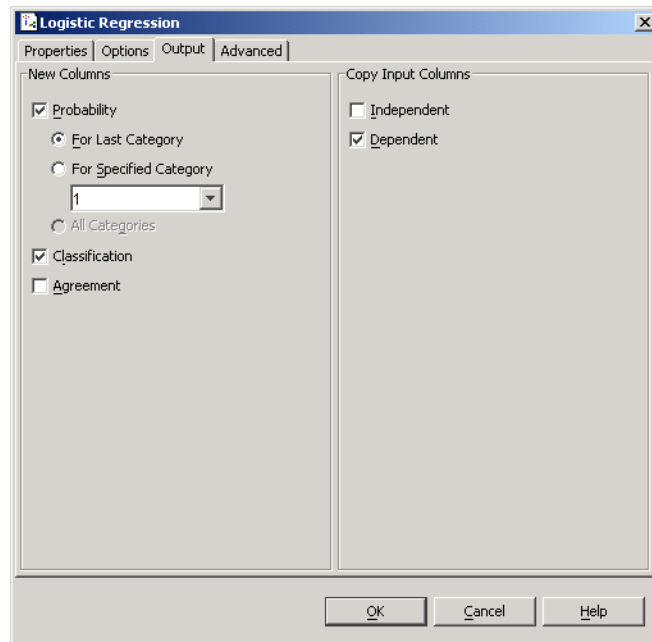 Logistic Regression
Properties Options Output Advanced
New Columns
Probability
For Last Category
For Specified Category
1
All Categories
Classification
Agreement
Copy Input Columns
Independent
Dependent
OK Cancel Help